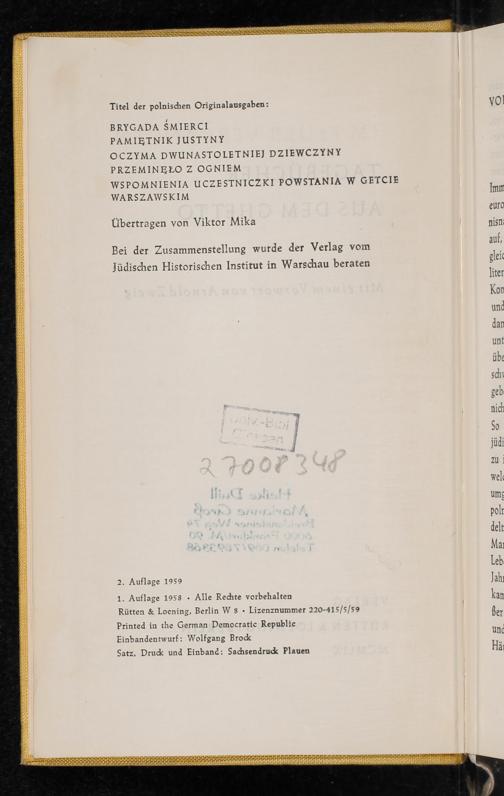 Titel der polnischen Originalausgaben:
BRYGADA ŚMIERCI
PAMIĘTNIK JUSTYNY
OCZYMA DWUNASTOLETNIEJ DZIEWCZYNY
PRZEMINĘŁO Z OGNIEM
WSPOMNIENIA UCZESTNICZKI POWSTANIA W GETCIE
WARSZAWSKIM
Übertragen von Viktor Mika
Bei der Zusammenstellung wurde der Verlag vom
Jüdischen Historischen Institut in Warschau beraten
27008348
2. Auflage 1959
1. Auflage 1958 · Alle Rechte vorbehalten
Rütten & Loening, Berlin W 8 · Lizenznummer 220-415/5/59
Printed in the German Democratic Republic
Einbandentwurf: Wolfgang Brock
Satz, Druck und Einband: Sachsendruck Plauen